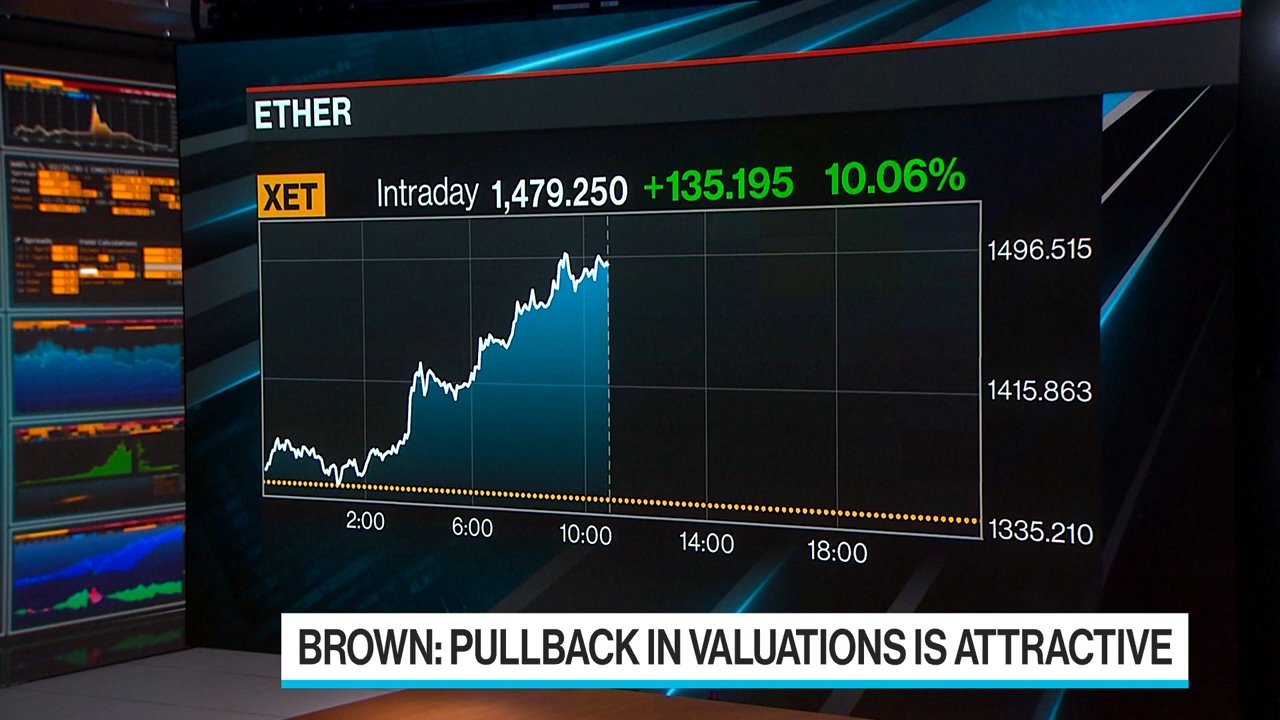 ETHER
XET Intraday 1,479.250 +135.195 10.06%
1496.515
1415.863
1335.210
2:00 6:00 10:00 14:00 18:00
BROWN: PULLBACK IN VALUATIONS IS ATTRACTIVE